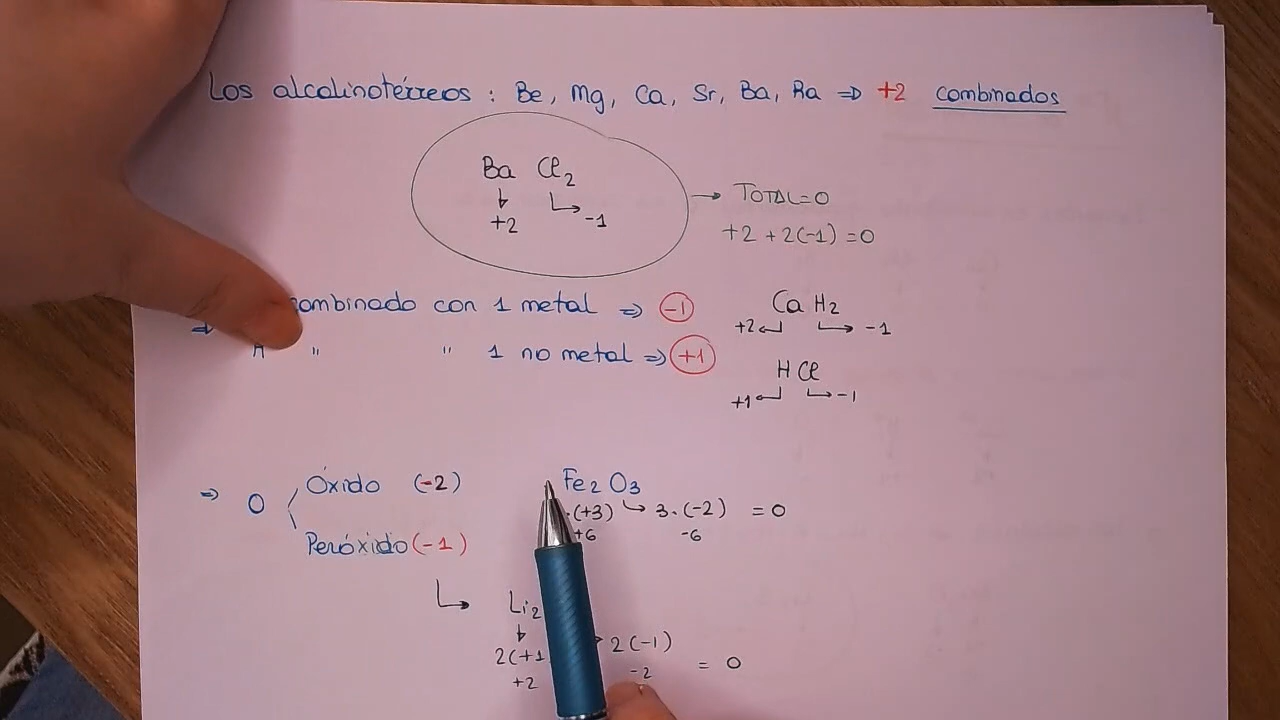 Los alcalinotérreos : Be, Mg, Ca, Sr, Ba, Ra ⇒ +2 combinados
Ba Cl₂ → TOTAL=0
+2 -1
+2 +2(-1) =0
combinado con 1 metal ⇒ -1
Ca H₂
+2 -1
H " " 1 no metal ⇒ +1
H Cl
+1 -1
⇒ O
Óxido (-2)
Fe₂ O₃
(+3) 3.(-2) = 0
+6 -6
Peróxido (-1)
Li₂
2(+1 2(-1)
+2 -2 = 0